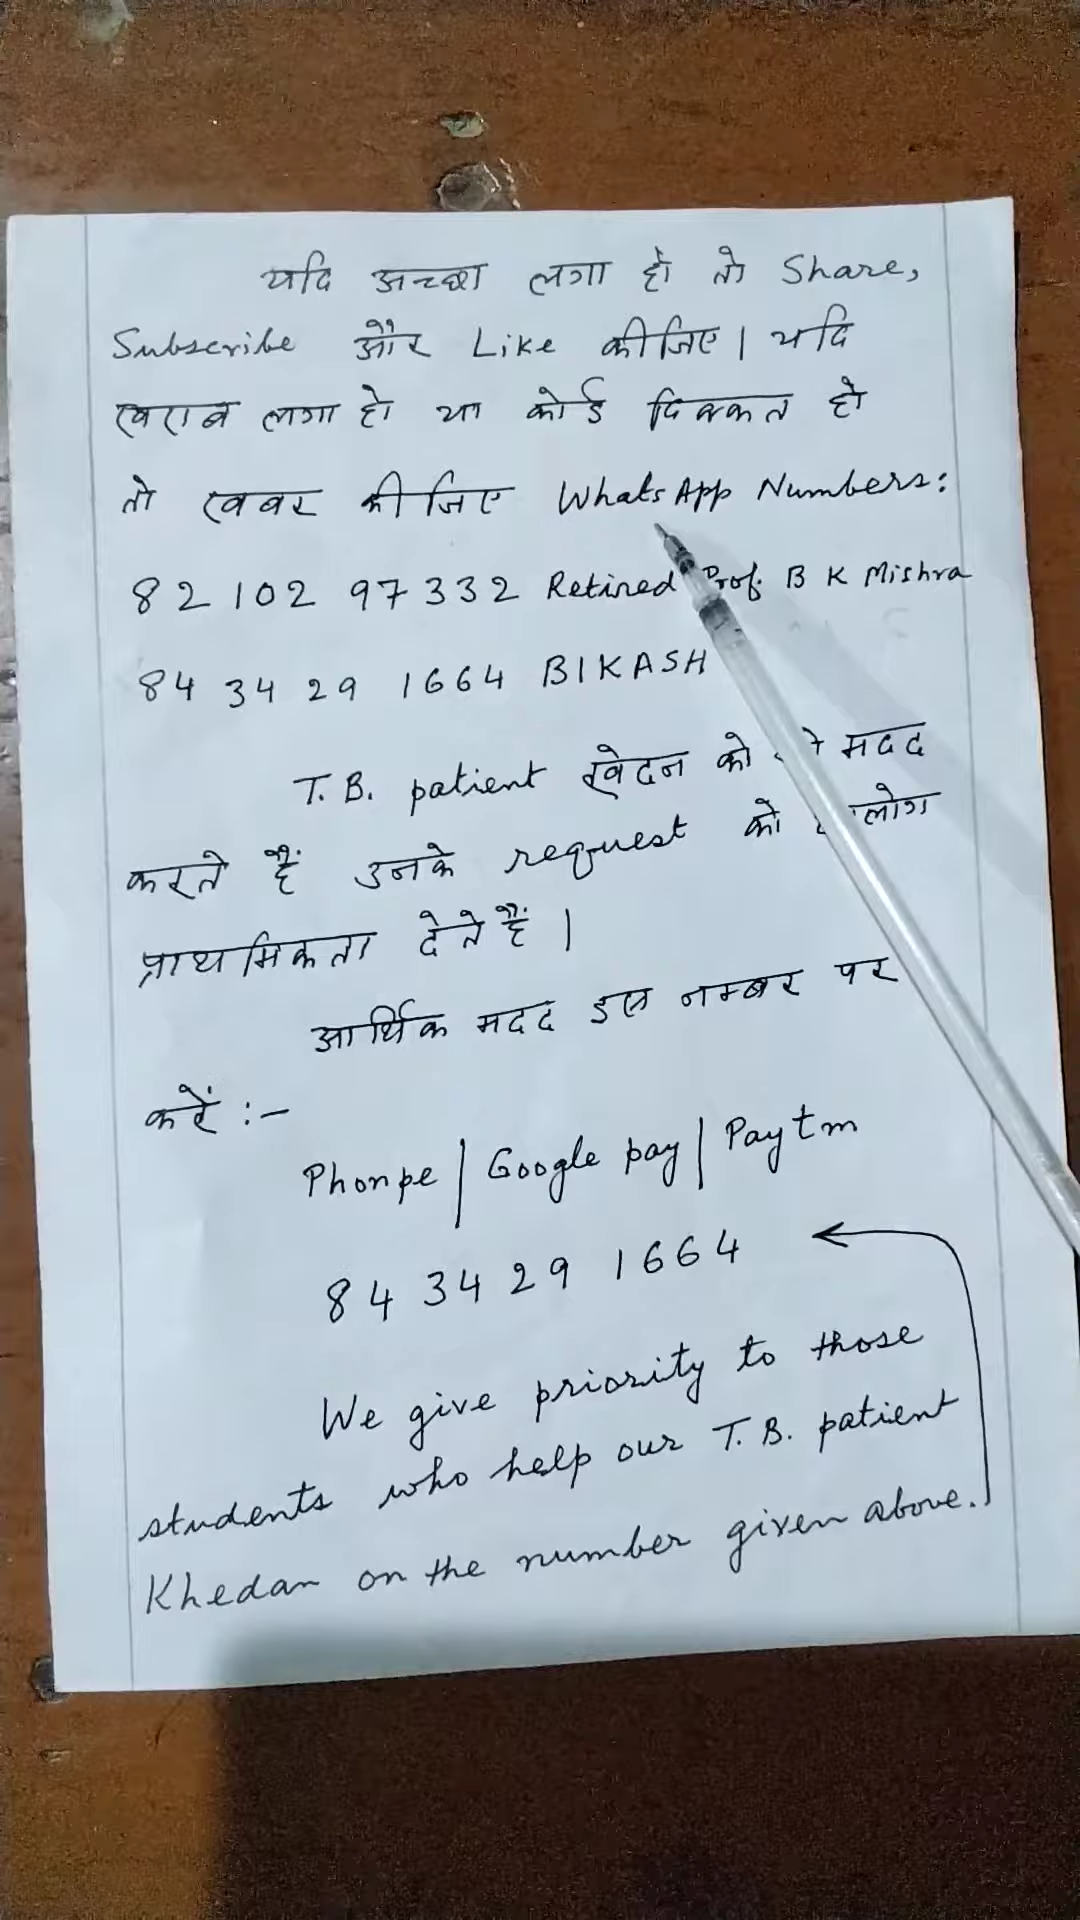 यदि अच्छा लगा हो तो Share,
Subscribe और Like कीजिए। यदि
खराब लगा हो या कोई दिक्कत हो
तो खबर कीजिए WhatsApp Numbers:
82 102 97332 Retired Prof. B K Mishra
84 34 29 1664 BIKASH
T.B. patient खेदन को मदद
करते हैं उनके request को
प्राथमिकता देते हैं।
आर्थिक मदद इस नम्बर पर
करें :-
Phonpe | Google pay | Paytm
84 34 29 1664
We give priority to those
students who help our T.B. patient
Khedan on the number given above.